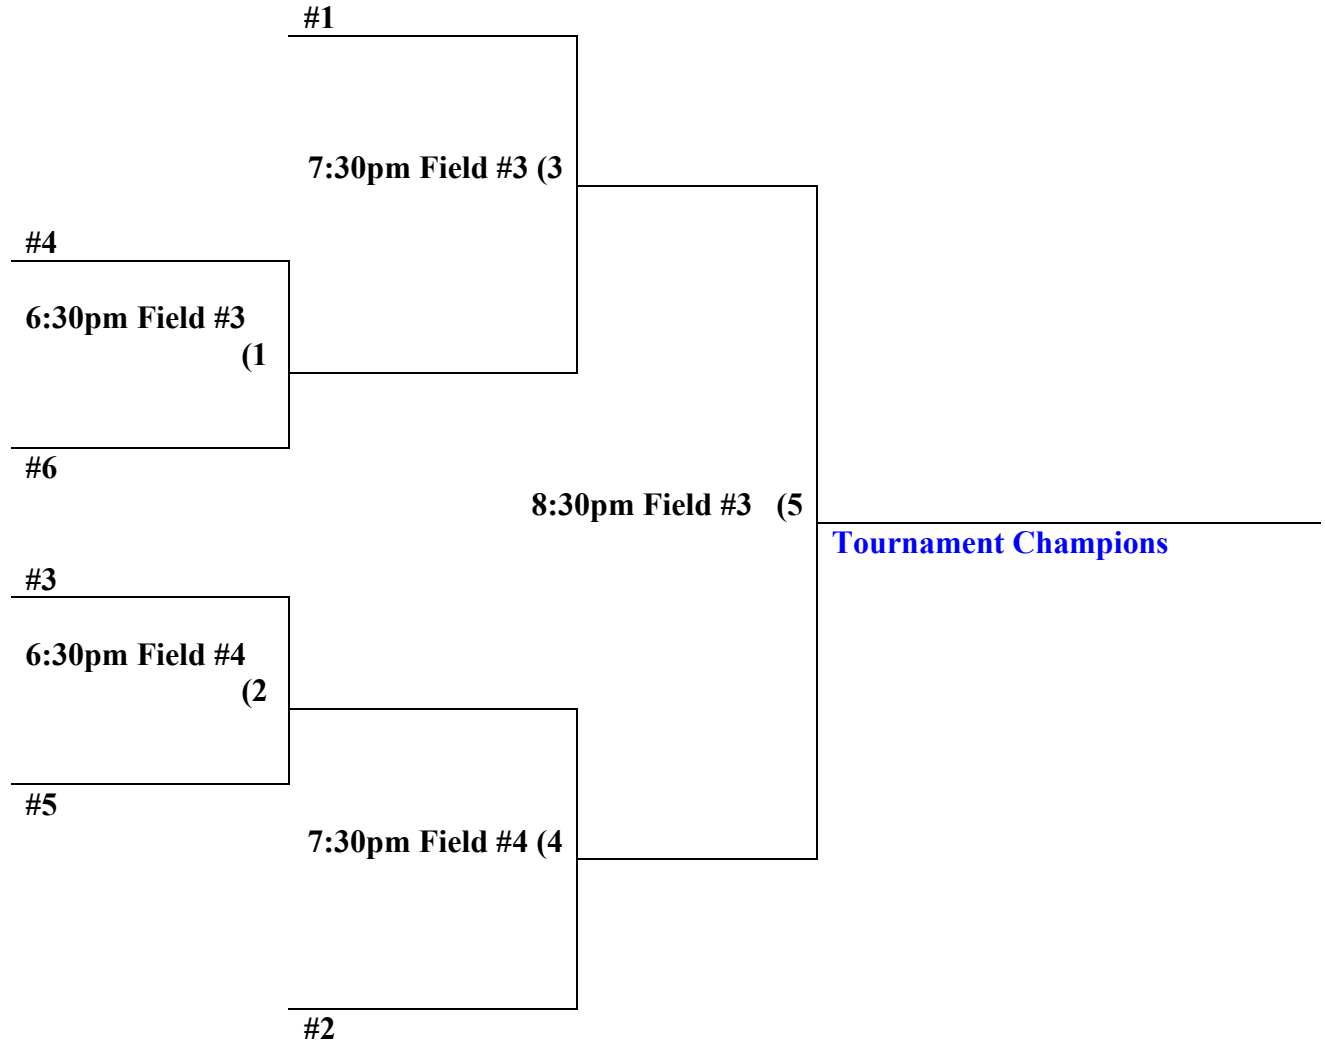 #1
7:30pm Field #3 (3
#4
6:30pm Field #3
(1
#6
8:30pm Field #3 (5
Tournament Champions
#3
6:30pm Field #4
(2
#5
7:30pm Field #4 (4
#2